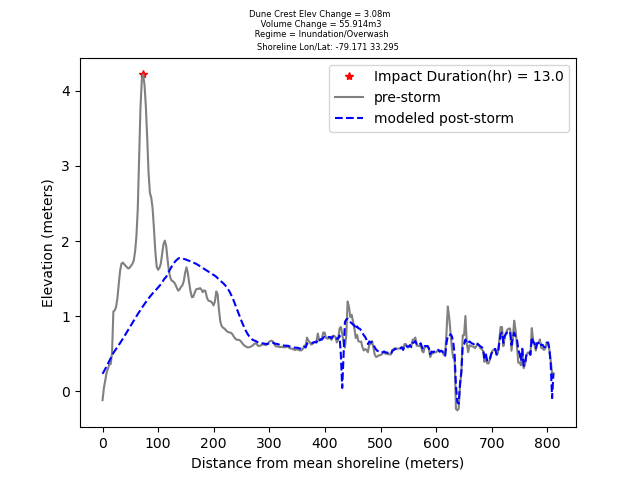 Dune Crest Elev Change = 3.08m
Volume Change = 55.914m3
Regime = Inundation/Overwash
Shoreline Lon/Lat: -79.171 33.295
Impact Duration(hr) = 13.0
pre-storm
modeled post-storm
Elevation (meters)
4
3
2
1
0
0 100 200 300 400 500 600 700 800
Distance from mean shoreline (meters)